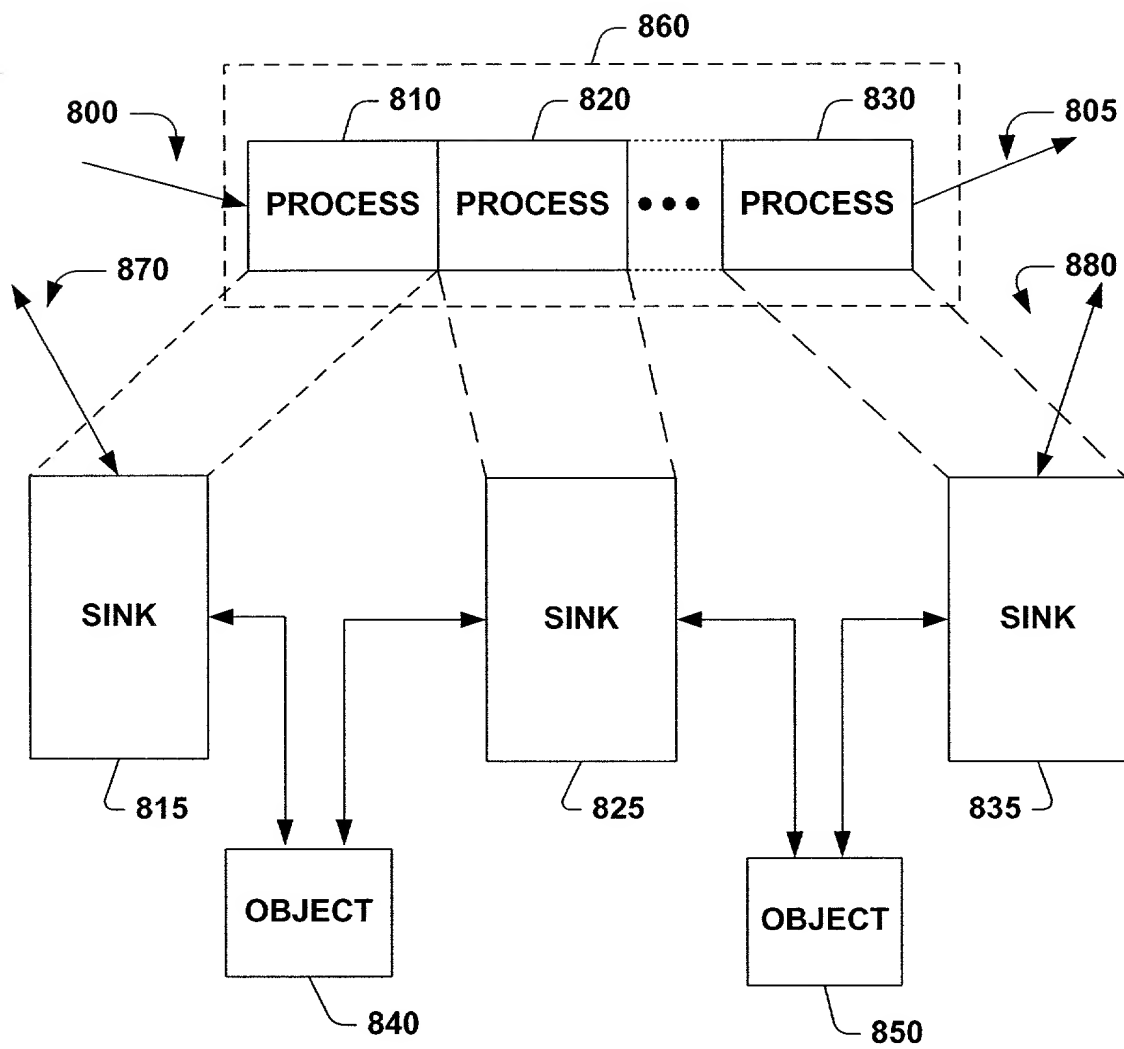 860
800
810
820
830
805
PROCESS
PROCESS
PROCESS
870
880
SINK
SINK
SINK
815
825
835
OBJECT
OBJECT
840
850